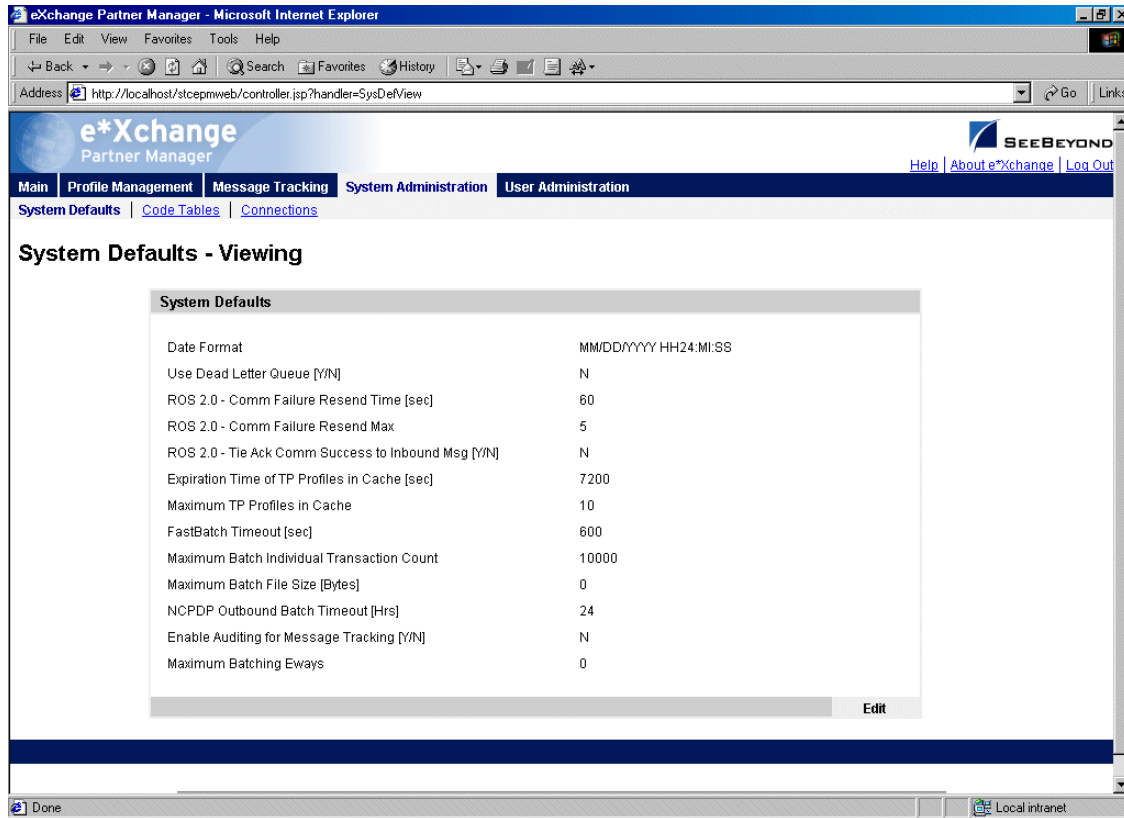 eXchange Partner Manager - Microsoft Internet Explorer
File Edit View Favorites Tools Help
Back Search Favorites History
Address http://localhost/stcepmweb/controller.jsp?handler=SysDefView Go Links
e*Xchange
Partner Manager
SEEBEYOND
Help | About e*Xchange | Log Out
Main Profile Management Message Tracking System Administration User Administration
System Defaults | Code Tables | Connections
System Defaults - Viewing
System Defaults
Date Format MM/DD/YYYY HH24:MI:SS
Use Dead Letter Queue [Y/N] N
ROS 2.0 - Comm Failure Resend Time [sec] 60
ROS 2.0 - Comm Failure Resend Max 5
ROS 2.0 - Tie Ack Comm Success to Inbound Msg [Y/N] N
Expiration Time of TP Profiles in Cache [sec] 7200
Maximum TP Profiles in Cache 10
FastBatch Timeout [sec] 600
Maximum Batch Individual Transaction Count 10000
Maximum Batch File Size [Bytes] 0
NCPDP Outbound Batch Timeout [Hrs] 24
Enable Auditing for Message Tracking [Y/N] N
Maximum Batching Eways 0
Edit
Done Local intranet